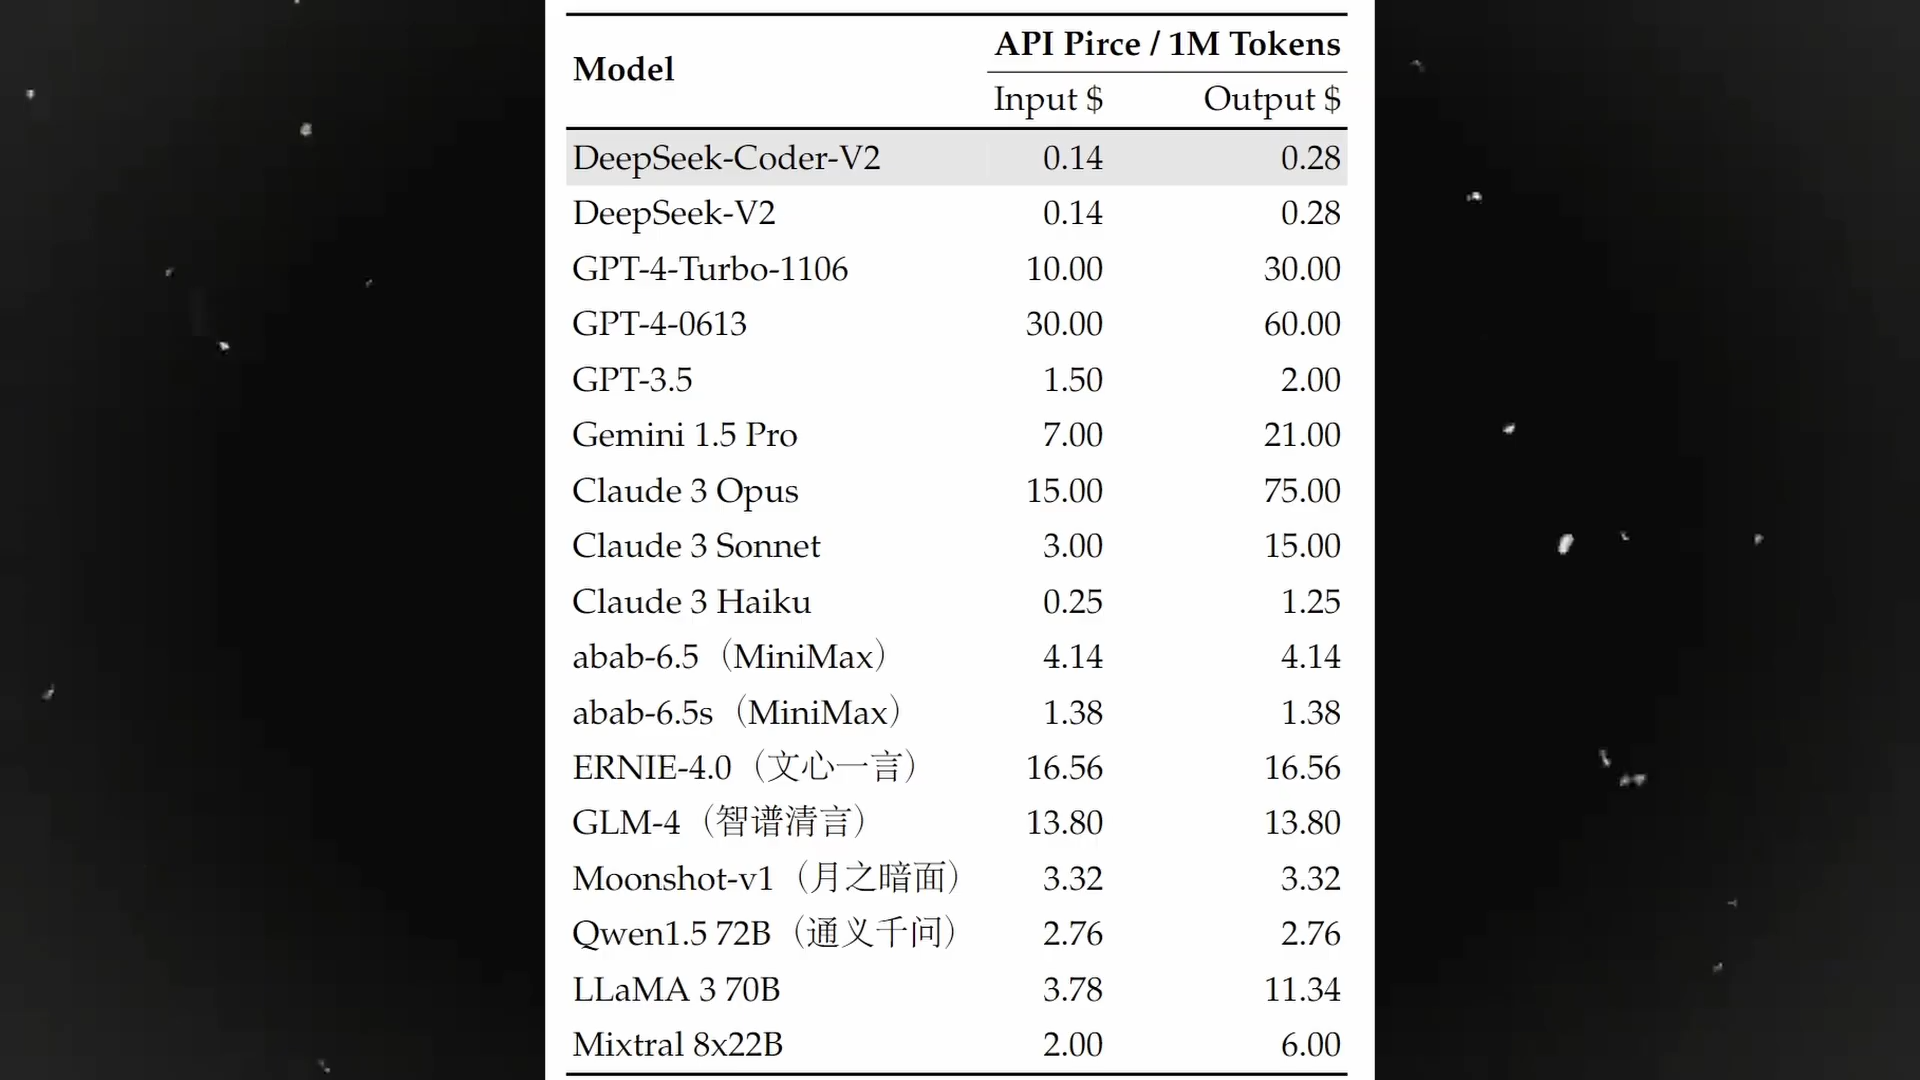 Model API Pirce / 1M Tokens
Input $ Output $
DeepSeek-Coder-V2 0.14 0.28
DeepSeek-V2 0.14 0.28
GPT-4-Turbo-1106 10.00 30.00
GPT-4-0613 30.00 60.00
GPT-3.5 1.50 2.00
Gemini 1.5 Pro 7.00 21.00
Claude 3 Opus 15.00 75.00
Claude 3 Sonnet 3.00 15.00
Claude 3 Haiku 0.25 1.25
abab-6.5（MiniMax） 4.14 4.14
abab-6.5s（MiniMax） 1.38 1.38
ERNIE-4.0（文心一言） 16.56 16.56
GLM-4（智谱清言） 13.80 13.80
Moonshot-v1（月之暗面） 3.32 3.32
Qwen1.5 72B（通义千问） 2.76 2.76
LLaMA 3 70B 3.78 11.34
Mixtral 8x22B 2.00 6.00